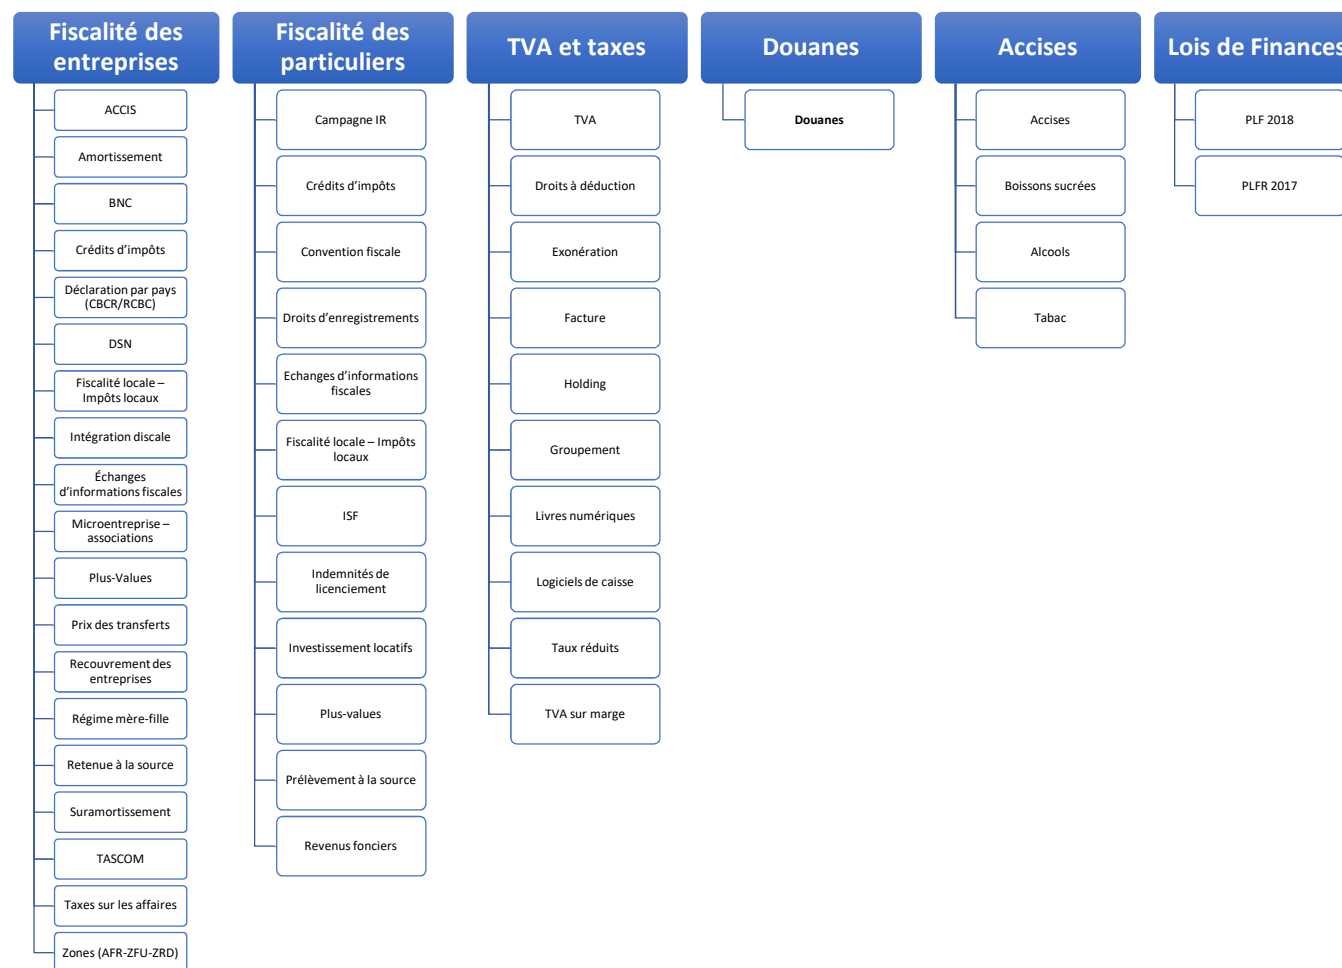 Fiscalité des
entreprises
ACCIS
Amortissement
BNC
Crédits d'impôts
Déclaration par pays
(CBCR/RCBC)
DSN
Fiscalité locale –
Impôts locaux
Intégration discale
Échanges
d'informations fiscales
Microentreprise –
associations
Plus-Values
Prix des transferts
Recouvrement des
entreprises
Régime mère-fille
Retenue à la source
Suramortissement
TASCOM
Taxes sur les affaires
Zones (AFR-ZFU-ZRD)
Fiscalité des
particuliers
Campagne IR
Crédits d'impôts
Convention fiscale
Droits d'enregistrements
Echanges d'informations
fiscales
Fiscalité locale – Impôts
locaux
ISF
Indemnités de
licenciement
Investissement locatifs
Plus-values
Prélèvement à la source
Revenus fonciers
TVA et taxes
TVA
Droits à déduction
Exonération
Facture
Holding
Groupement
Livres numériques
Logiciels de caisse
Taux réduits
TVA sur marge
Douanes
Douanes
Accises
Accises
Boissons sucrées
Alcools
Tabac
Lois de Finances
PLF 2018
PLFR 2017